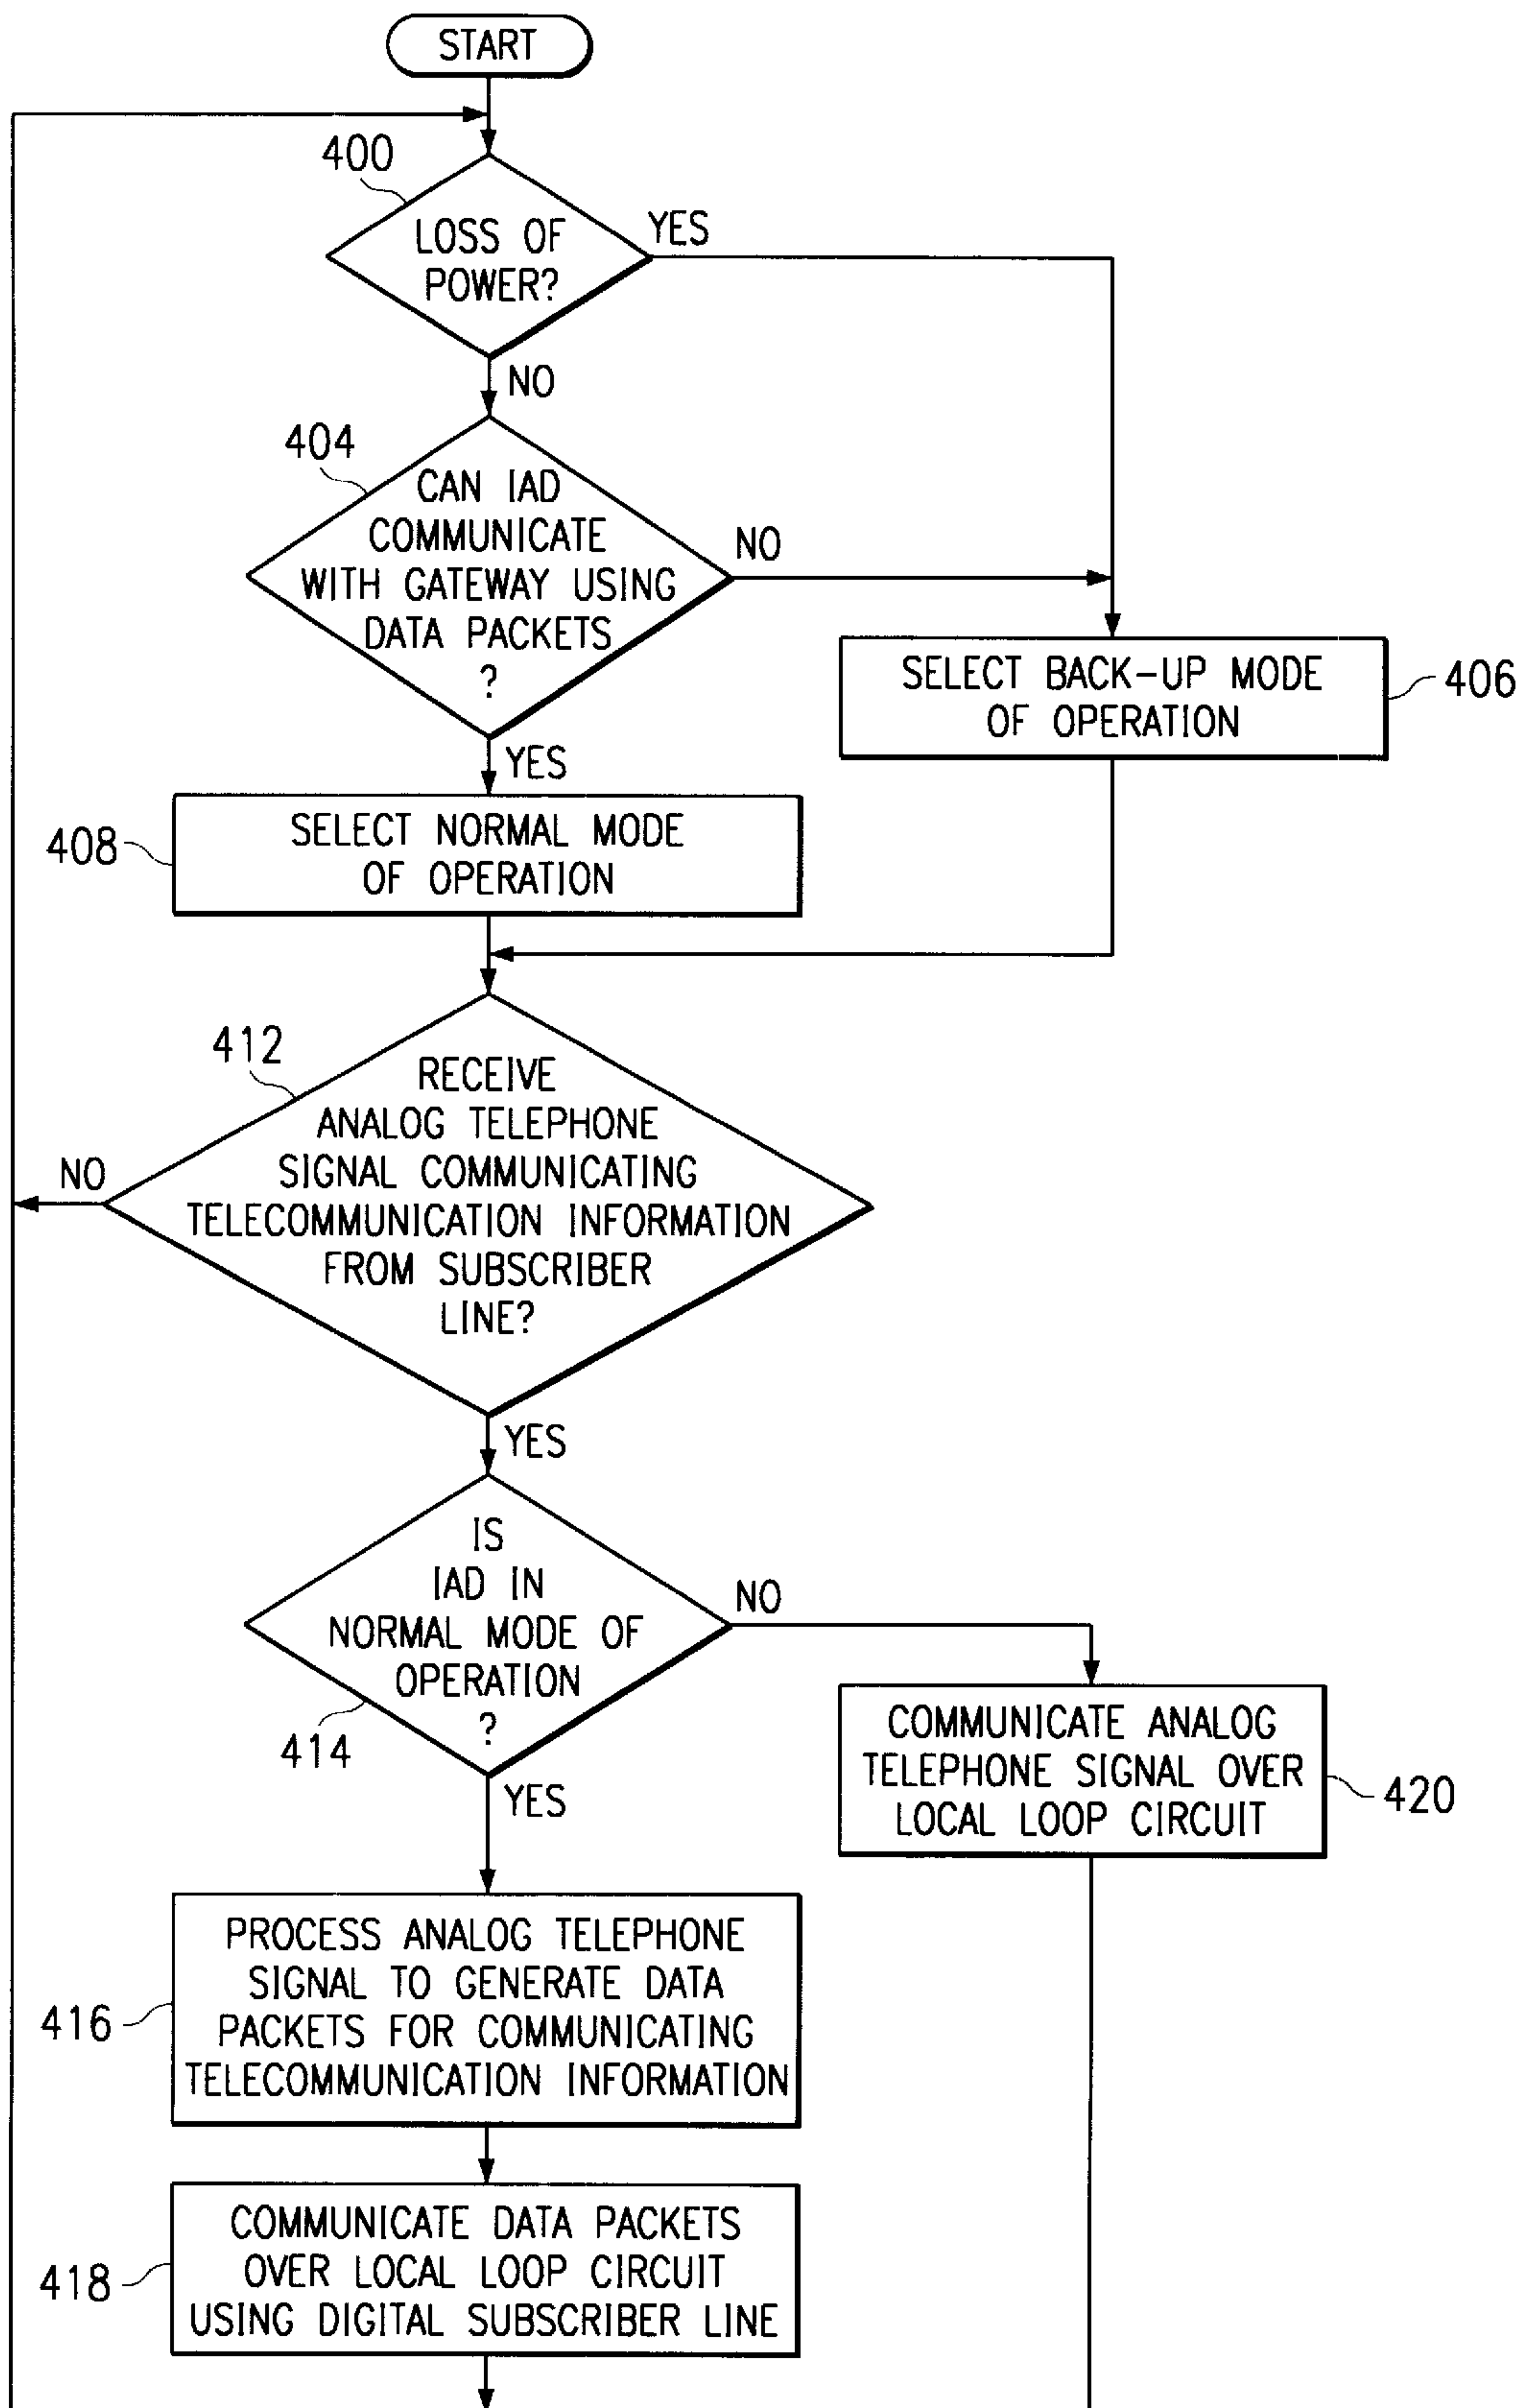 START
400
LOSS OF
POWER?
YES
NO
404
CAN IAD
COMMUNICATE
WITH GATEWAY USING
DATA PACKETS
?
NO
YES
SELECT BACK-UP MODE
OF OPERATION
406
408
SELECT NORMAL MODE
OF OPERATION
412
RECEIVE
ANALOG TELEPHONE
SIGNAL COMMUNICATING
TELECOMMUNICATION INFORMATION
FROM SUBSCRIBER
LINE?
NO
YES
IS
IAD IN
NORMAL MODE OF
OPERATION
?
414
NO
YES
COMMUNICATE ANALOG
TELEPHONE SIGNAL OVER
LOCAL LOOP CIRCUIT
420
416
PROCESS ANALOG TELEPHONE
SIGNAL TO GENERATE DATA
PACKETS FOR COMMUNICATING
TELECOMMUNICATION INFORMATION
418
COMMUNICATE DATA PACKETS
OVER LOCAL LOOP CIRCUIT
USING DIGITAL SUBSCRIBER LINE